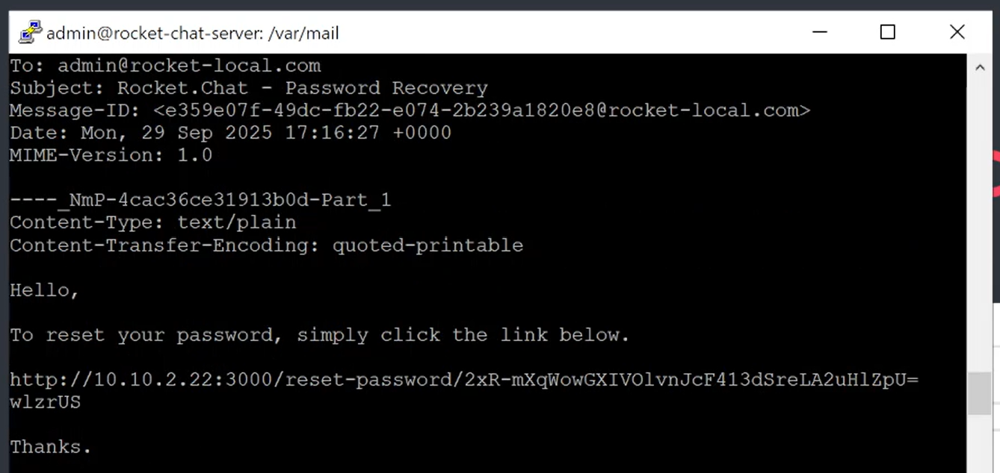 admin@rocket-chat-server: /var/mail
To: admin@rocket-local.com
Subject: Rocket.Chat - Password Recovery
Message-ID: <e359e07f-49dc-fb22-e074-2b239a1820e8@rocket-local.com>
Date: Mon, 29 Sep 2025 17:16:27 +0000
MIME-Version: 1.0
----_NmP-4cac36ce31913b0d-Part_1
Content-Type: text/plain
Content-Transfer-Encoding: quoted-printable
Hello,
To reset your password, simply click the link below.
http://10.10.2.22:3000/reset-password/2xR-mXqWowGXIVOlvnJcF413dSreLA2uHlZpU=
wlzrUS
Thanks.